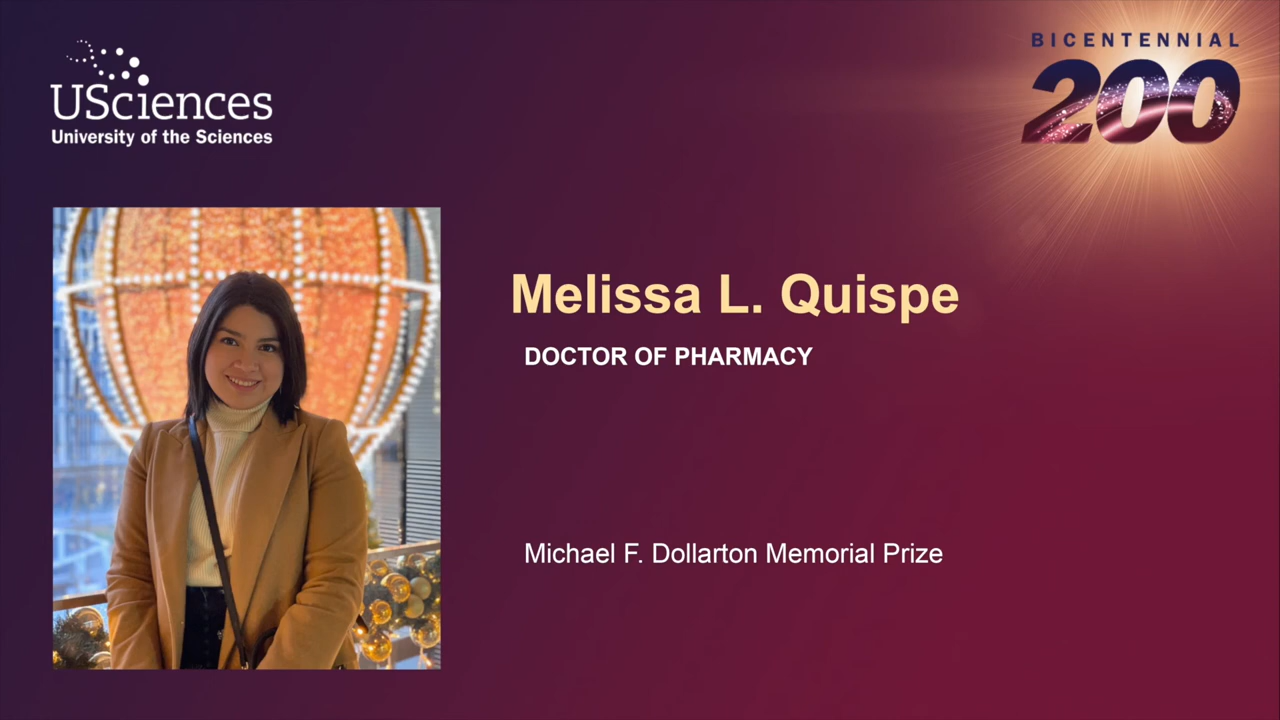 USciences
University of the Sciences
BICENTENNIAL
200
Melissa L. Quispe
DOCTOR OF PHARMACY
Michael F. Dollarton Memorial Prize